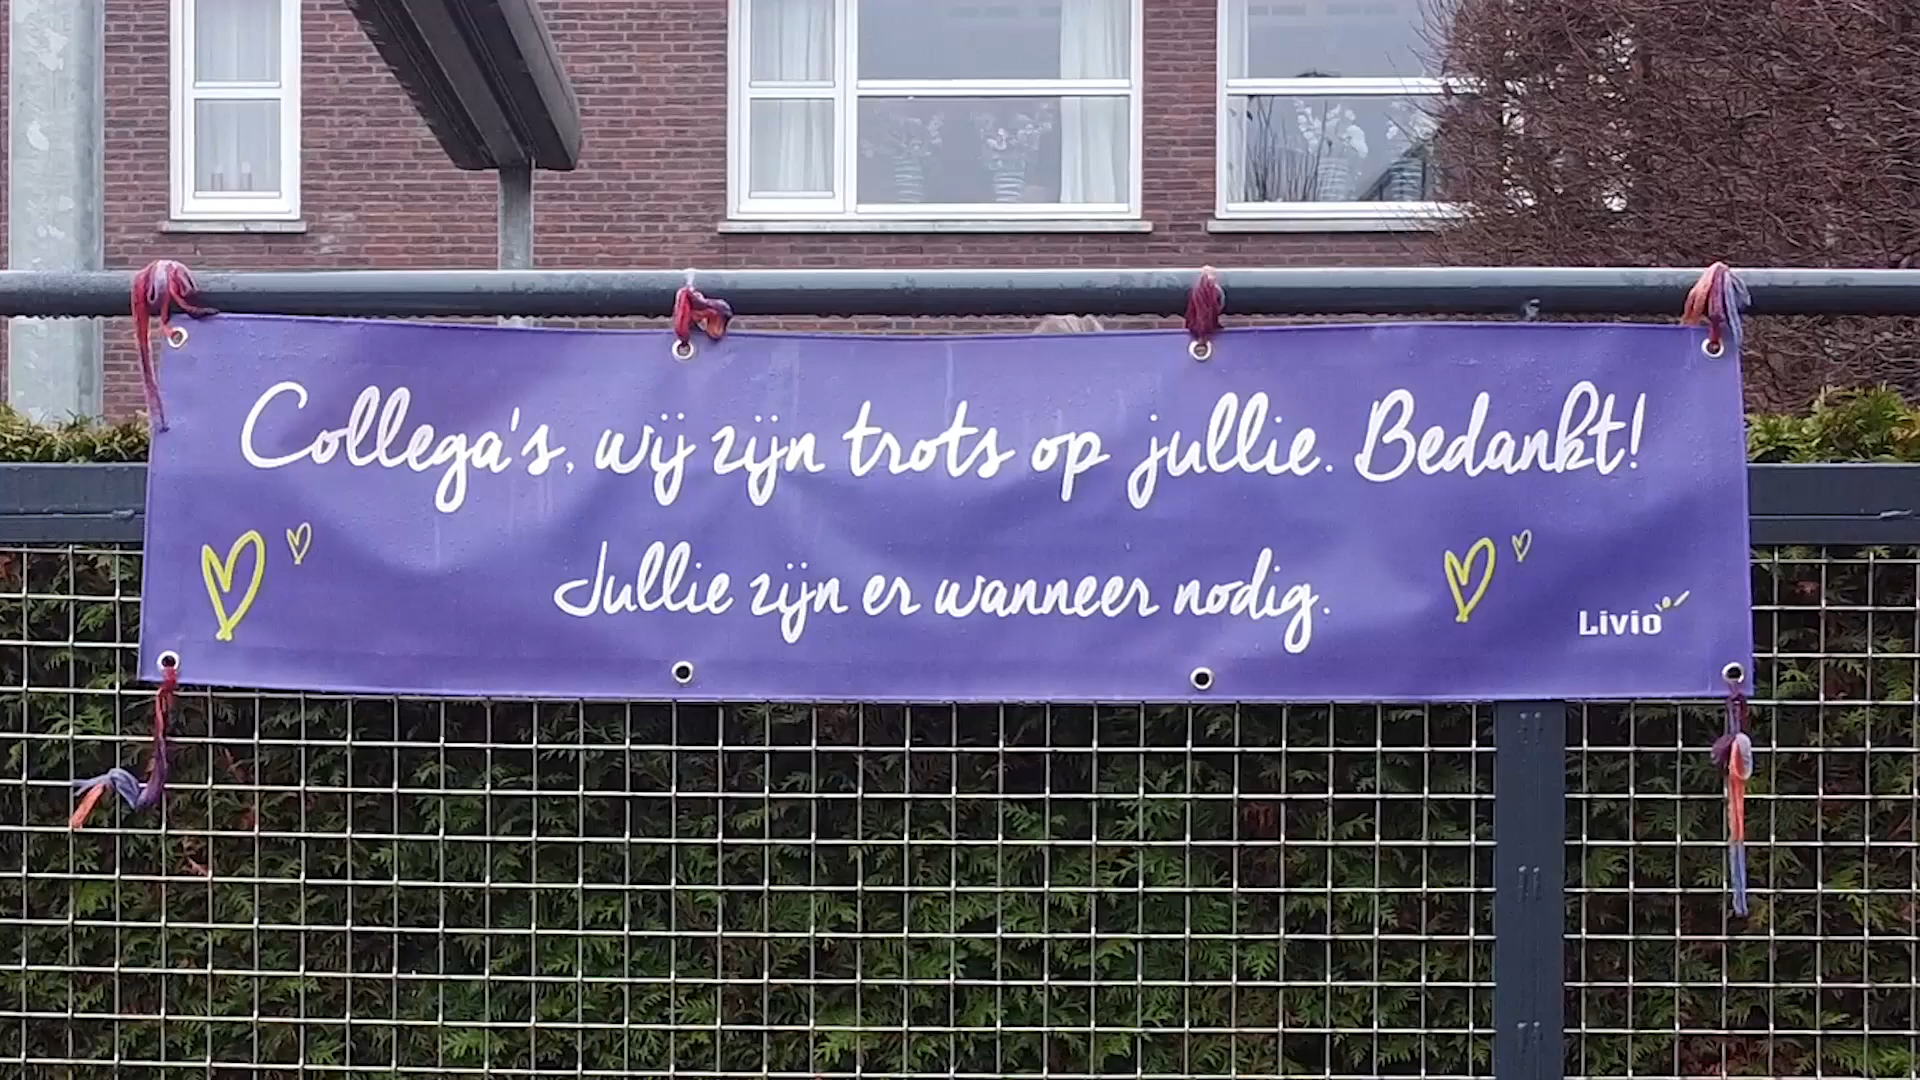 Collega's, wij zijn trots op jullie. Bedankt!
Jullie zijn er wanneer nodig.
Livio